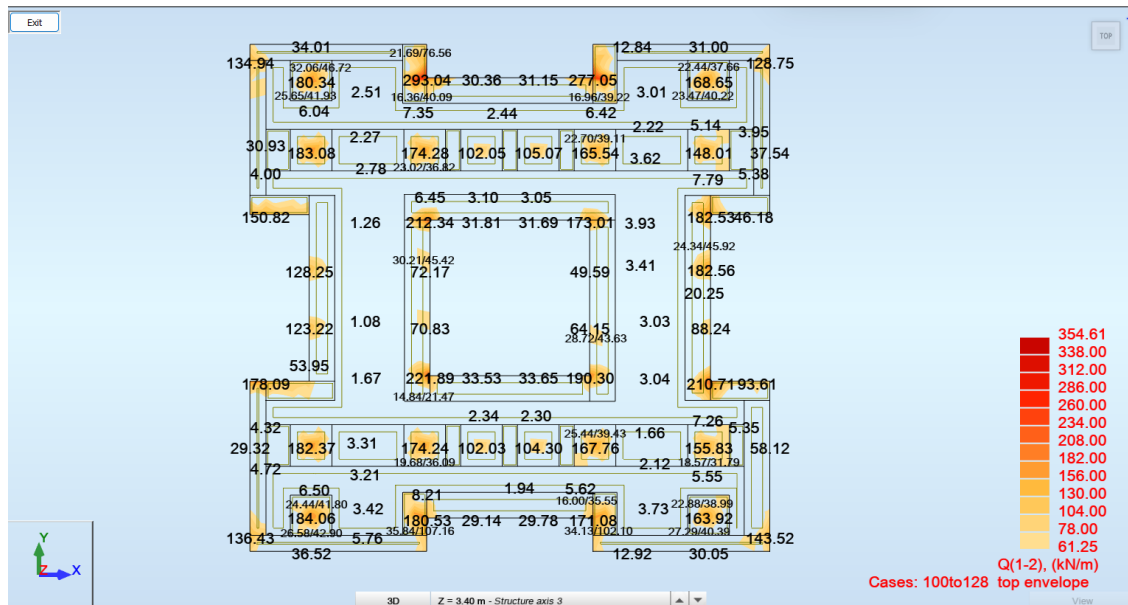 Exit
TOP
34.01 21.69/76.56 12.84 31.00
134.94 32.06/46.72 22.44/37.66 128.75
180.34 293.04 30.36 31.15 277.05 168.65
25.65/41.93 2.51 16.36/40.09 16.96/39.22 3.01 23.47/40.22
6.04 7.35 2.44 6.42
2.27 22.70/39.11 2.22 5.14 3.95
30.93 183.08 174.28 102.05 105.07 165.54 3.62 148.01 37.54
4.00 2.78 23.02/36.82 7.79 5.38
6.45 3.10 3.05
150.82 1.26 212.34 31.81 31.69 173.01 3.93 182.53 46.18
30.21/45.42 24.34/45.92
128.25 72.17 49.59 3.41 182.56
20.25
123.22 1.08 70.83 64.15 3.03 88.24
28.72/43.63
53.95
178.09 1.67 221.89 33.53 33.65 190.30 3.04 210.71 93.61
14.84/21.47
2.34 2.30
4.32 25.44/39.43 1.66 7.26 5.35
29.32 182.37 3.31 174.24 102.03 104.30 167.76 155.83 58.12
4.72 3.21 19.68/36.09 2.12 18.57/31.79
5.55
6.50 8.21 1.94 5.62
24.44/41.80 3.42 16.00/35.55 3.73 22.88/38.99
184.06 180.53 29.14 29.78 171.08 163.92
136.43 26.58/42.90 5.76 35.84/107.16 34.13/102.10 27.29/40.39 143.52
36.52 12.92 30.05
354.61
338.00
312.00
286.00
260.00
234.00
208.00
182.00
156.00
130.00
104.00
78.00
61.25
Q(1-2), (kN/m)
Cases: 100to128 top envelope
Y
Z X
3D Z = 3.40 m - Structure axis 3 View